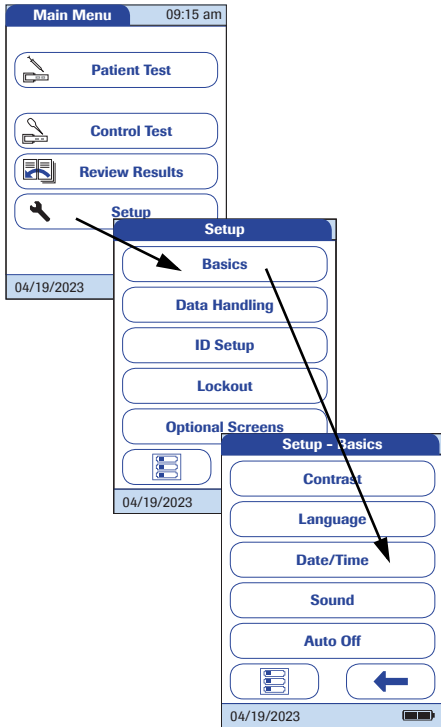 Main Menu 09:15 am
Patient Test
Control Test
Review Results
Setup
04/19/2023
Setup
Basics
Data Handling
ID Setup
Lockout
Optional Screens
04/19/2023
Setup - Basics
Contrast
Language
Date/Time
Sound
Auto Off
04/19/2023